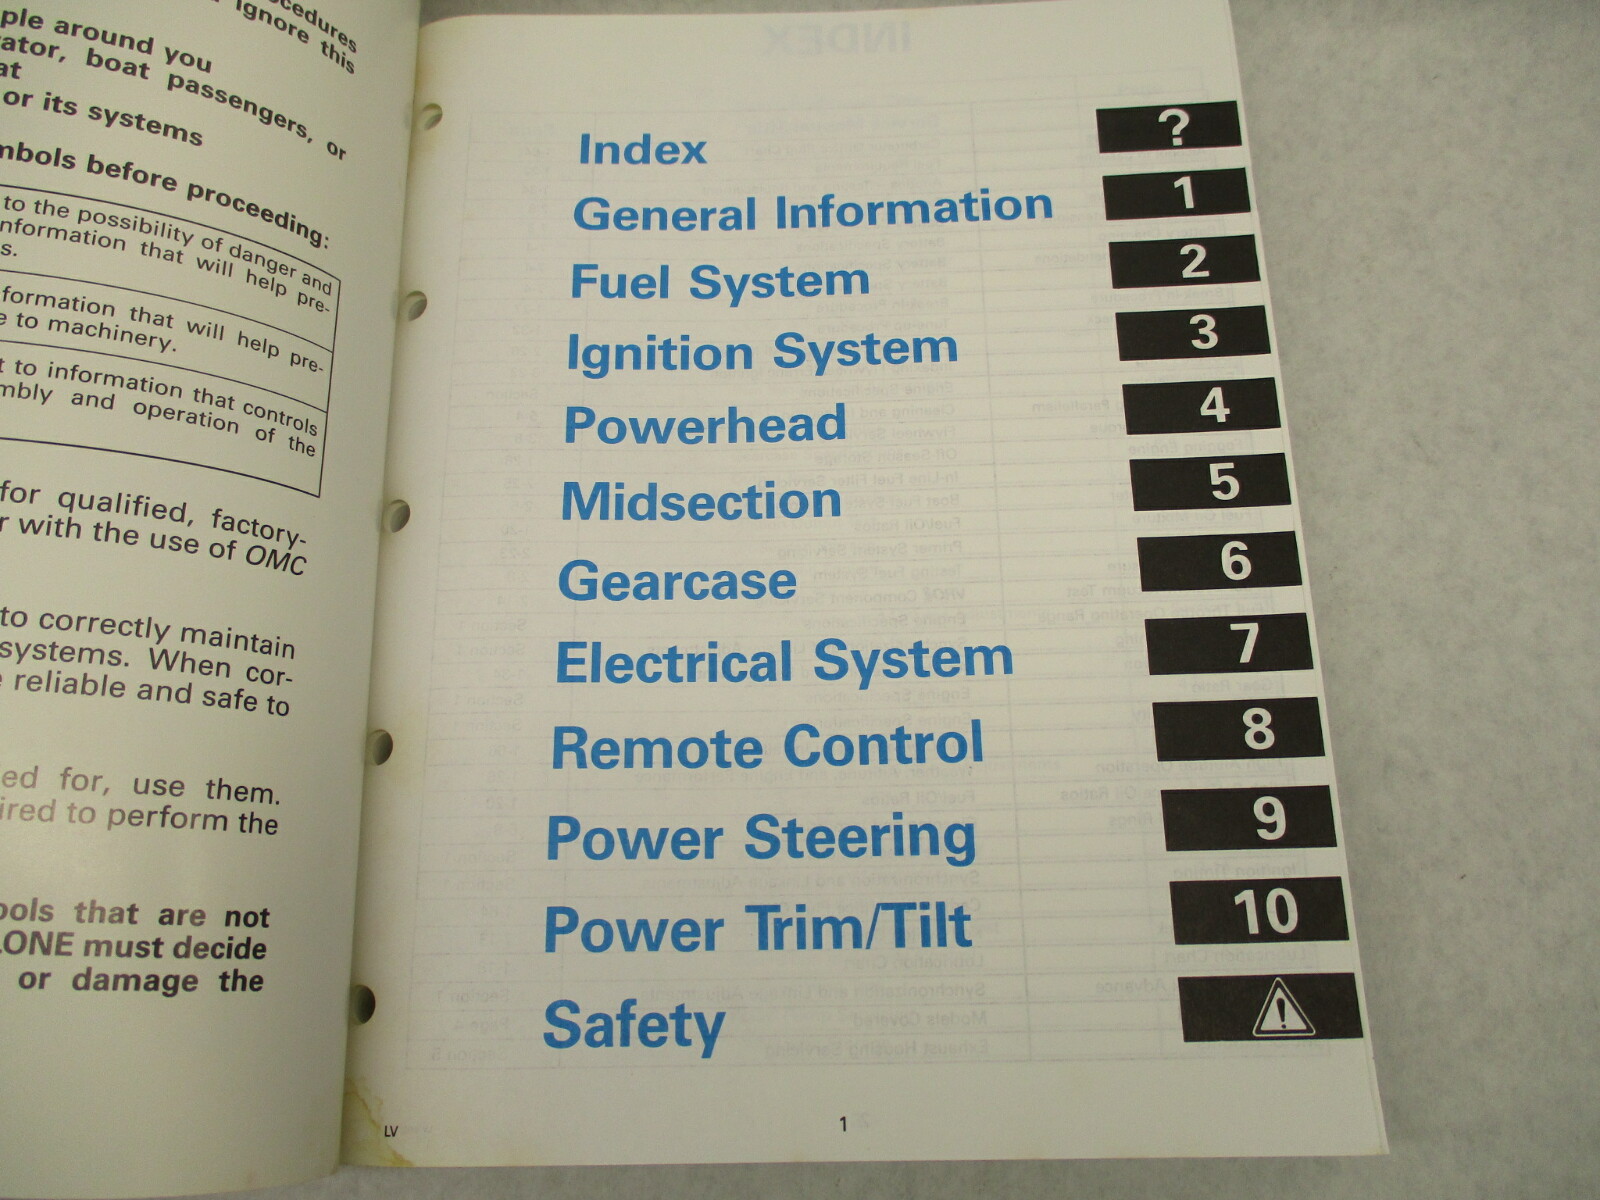 ocedures
ignore this
ple around you
ator, boat passengers, or
at
or its systems
mbols before proceeding:
to the possibility of danger and
nformation that will help pre-
s.
formation that will help pre-
e to machinery.
t to information that controls
mbly and operation of the
for qualified, factory-
r with the use of OMC
to correctly maintain
systems. When cor-
e reliable and safe to
ed for, use them.
ired to perform the
ools that are not
LONE must decide
or damage the
INDEX
Index ?
General Information 1
Fuel System 2
Ignition System 3
Powerhead 4
Midsection 5
Gearcase 6
Electrical System 7
Remote Control 8
Power Steering 9
Power Trim/Tilt 10
Safety !
LV
1